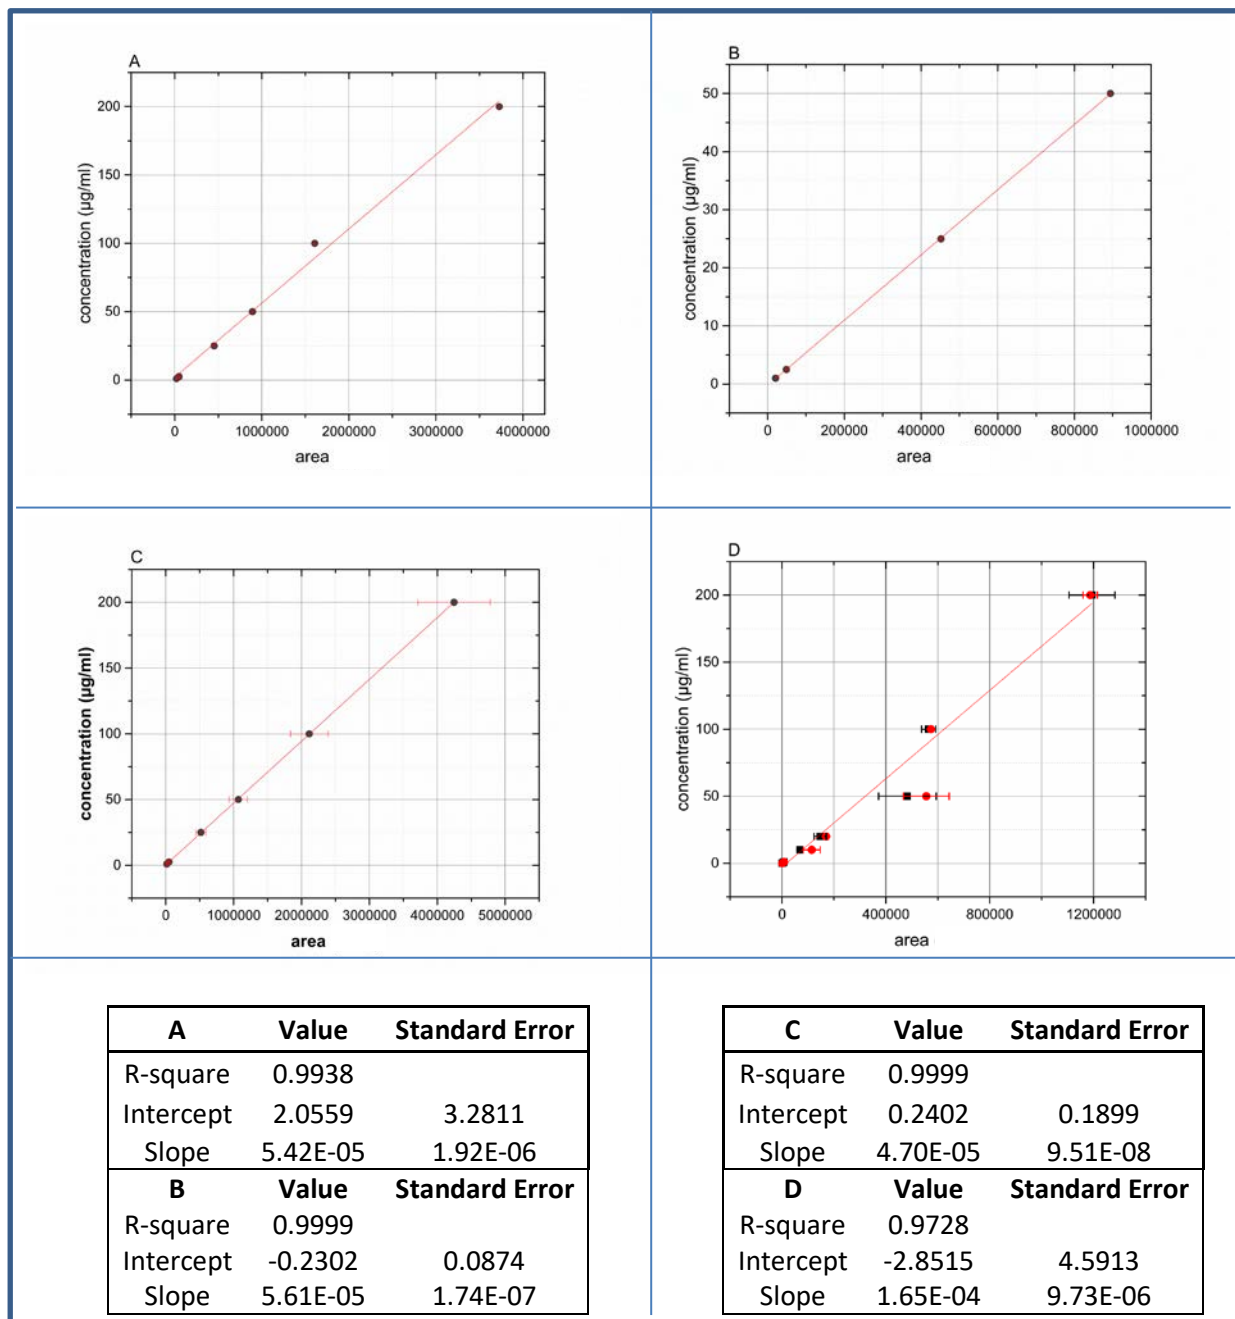 A
200
150
100
50
0
concentration (µg/ml)
0 1000000 2000000 3000000 4000000
area
B
50
40
30
20
10
0
concentration (µg/ml)
0 200000 400000 600000 800000 1000000
area
C
200
150
100
50
0
concentration (µg/ml)
0 1000000 2000000 3000000 4000000 5000000
area
D
200
150
100
50
0
concentration (µg/ml)
0 400000 800000 1200000
area
A Value Standard Error
R-square 0.9938
Intercept 2.0559 3.2811
Slope 5.42E-05 1.92E-06
B Value Standard Error
R-square 0.9999
Intercept -0.2302 0.0874
Slope 5.61E-05 1.74E-07
C Value Standard Error
R-square 0.9999
Intercept 0.2402 0.1899
Slope 4.70E-05 9.51E-08
D Value Standard Error
R-square 0.9728
Intercept -2.8515 4.5913
Slope 1.65E-04 9.73E-06